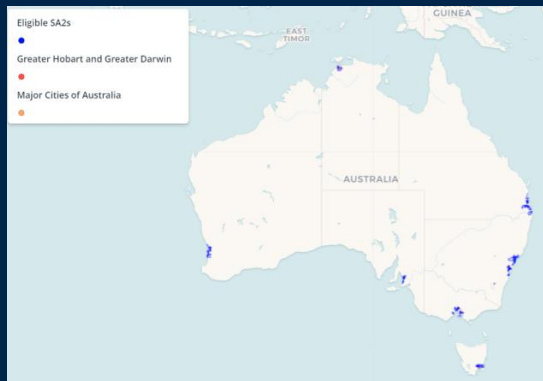 Eligible SA2s
Greater Hobart and Greater Darwin
Major Cities of Australia
GUINEA
EAST
TIMOR
AUSTRALIA